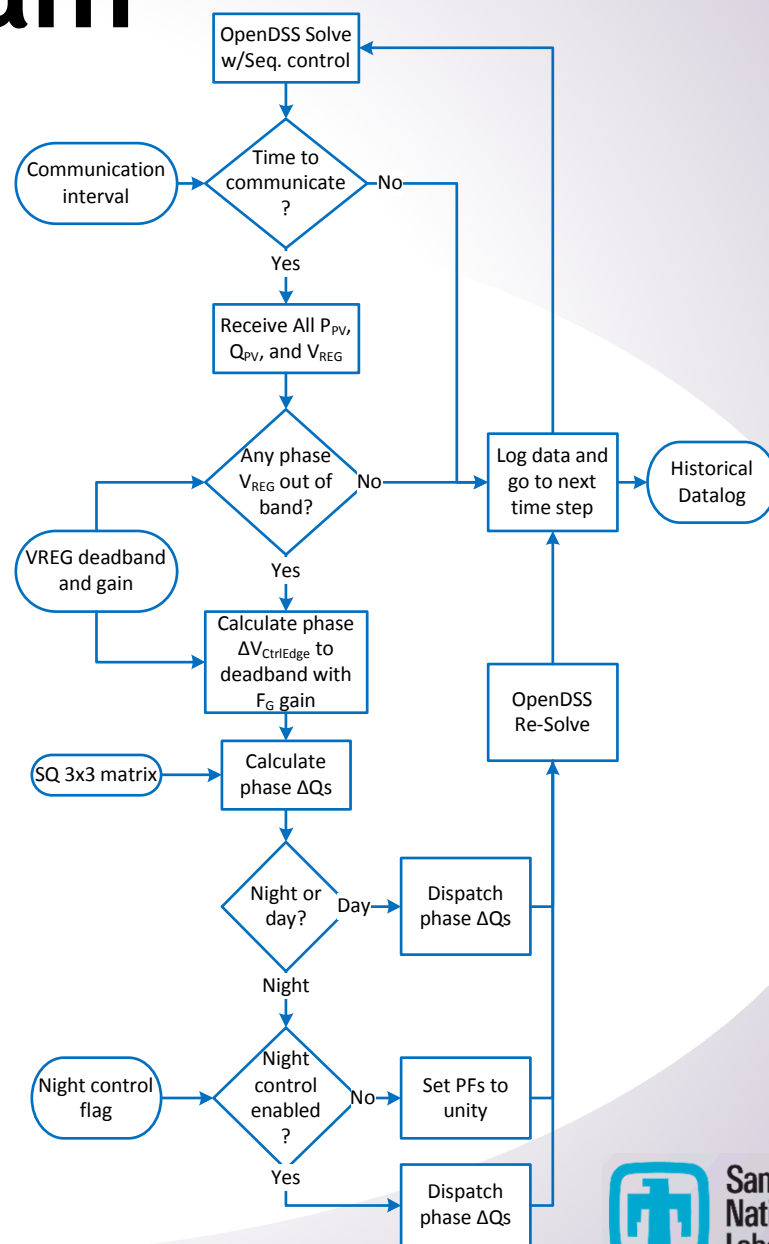 OpenDSS Solve
w/Seq. control
Communication
interval
Time to
communicate
?
No
Yes
Receive All P_PV,
Q_PV, and V_REG
Any phase
V_REG out of
band?
No
Log data and
go to next
time step
Historical
Datalog
VREG deadband
and gain
Yes
Calculate phase
ΔV_CtrlEdge to
deadband with
F_G gain
OpenDSS
Re-Solve
SQ 3x3 matrix
Calculate
phase ΔQs
Night or
day?
Day
Dispatch
phase ΔQs
Night
Night control
flag
Night
control
enabled
?
No
Set PFs to
unity
Yes
Dispatch
phase ΔQs